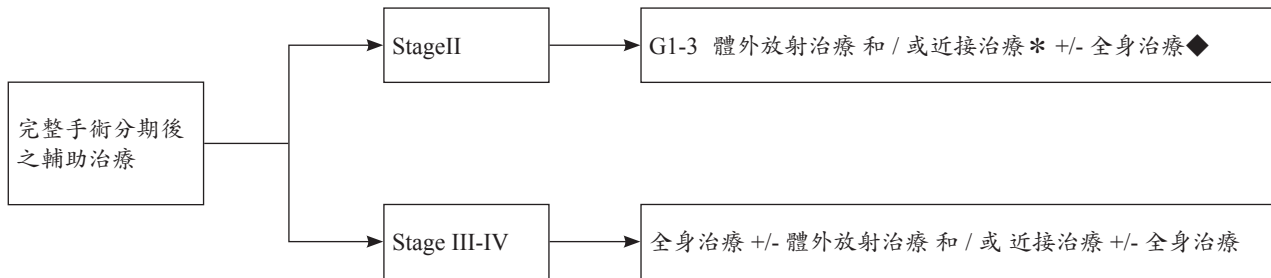 StageII
G1-3 體外放射治療 和 / 或近接治療＊ +/- 全身治療◆
完整手術分期後
之輔助治療
Stage III-IV
全身治療 +/- 體外放射治療 和 / 或 近接治療 +/- 全身治療